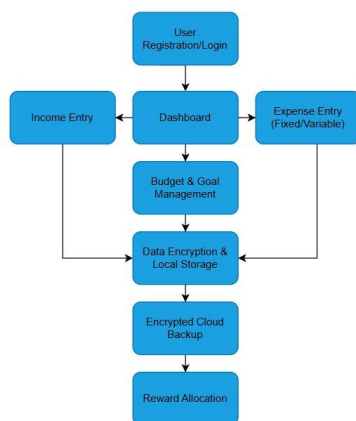 User
Registration/Login
Income Entry
Dashboard
Expense Entry
(Fixed/Variable)
Budget & Goal
Management
Data Encryption &
Local Storage
Encrypted Cloud
Backup
Reward Allocation